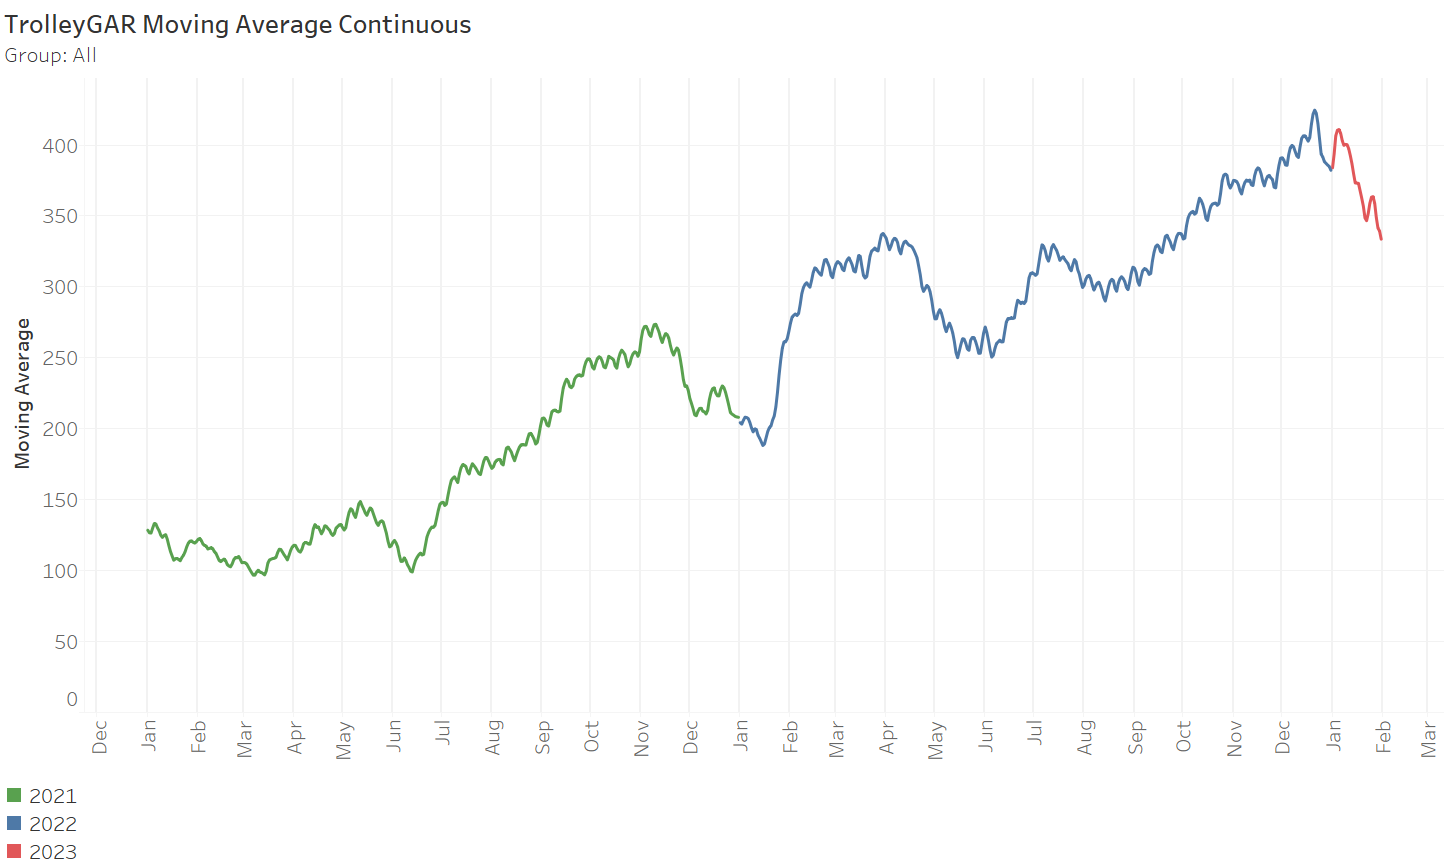 TrolleyGAR Moving Average Continuous
Group: All
Moving Average
400
350
300
250
200
150
100
50
0
Dec
Jan
Feb
Mar
Apr
May
Jun
Jul
Aug
Sep
Oct
Nov
Dec
Jan
Feb
Mar
Apr
May
Jun
Jul
Aug
Sep
Oct
Nov
Dec
Jan
Feb
Mar
2021
2022
2023